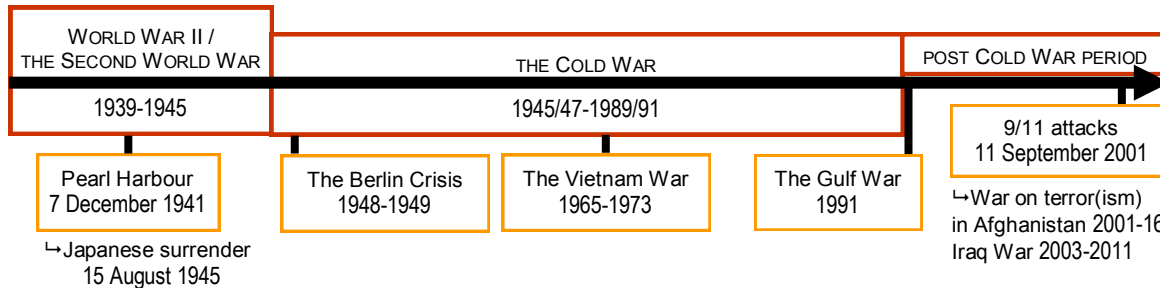 WORLD WAR II /
THE SECOND WORLD WAR
1939-1945
THE COLD WAR
1945/47-1989/91
POST COLD WAR PERIOD
Pearl Harbour
7 December 1941
↪Japanese surrender
15 August 1945
The Berlin Crisis
1948-1949
The Vietnam War
1965-1973
The Gulf War
1991
9/11 attacks
11 September 2001
↪War on terror(ism)
in Afghanistan 2001-16
Iraq War 2003-2011